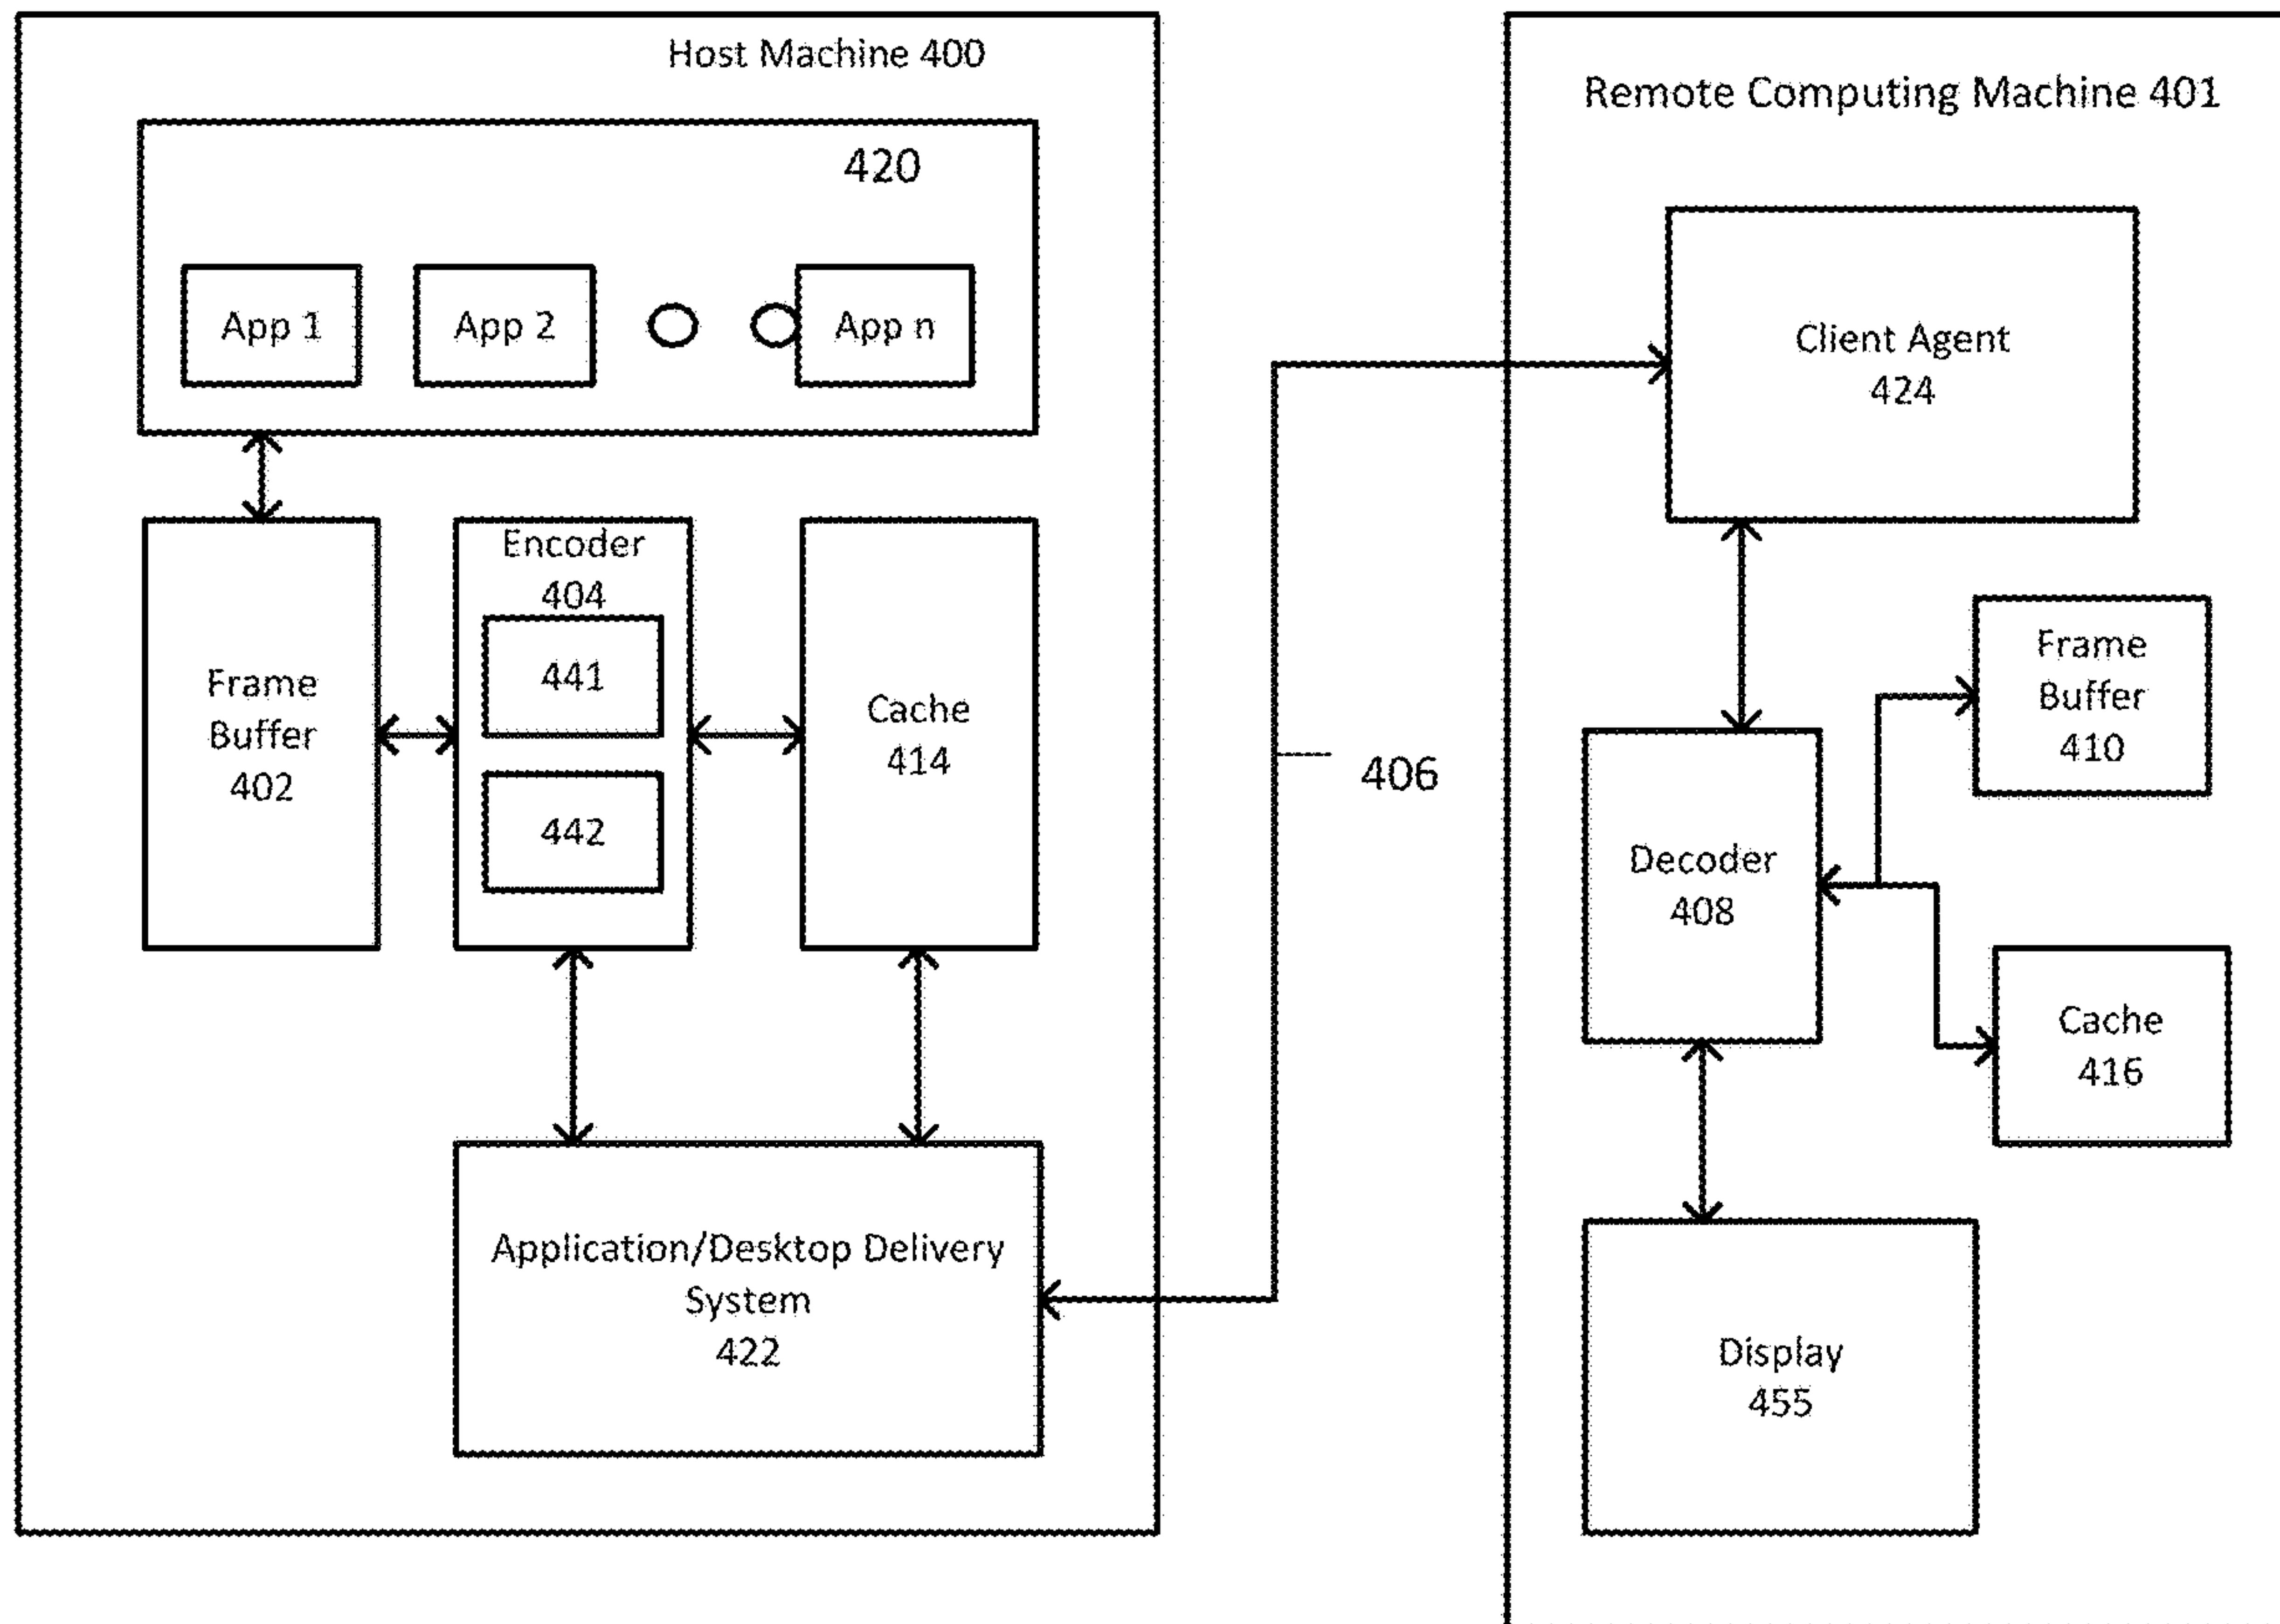 Host Machine 400
420
App 1
App 2
App n
Frame
Buffer
402
Encoder
404
441
442
Cache
414
Application/Desktop Delivery
System
422
406
Remote Computing Machine 401
Client Agent
424
Frame
Buffer
410
Decoder
408
Cache
416
Display
455